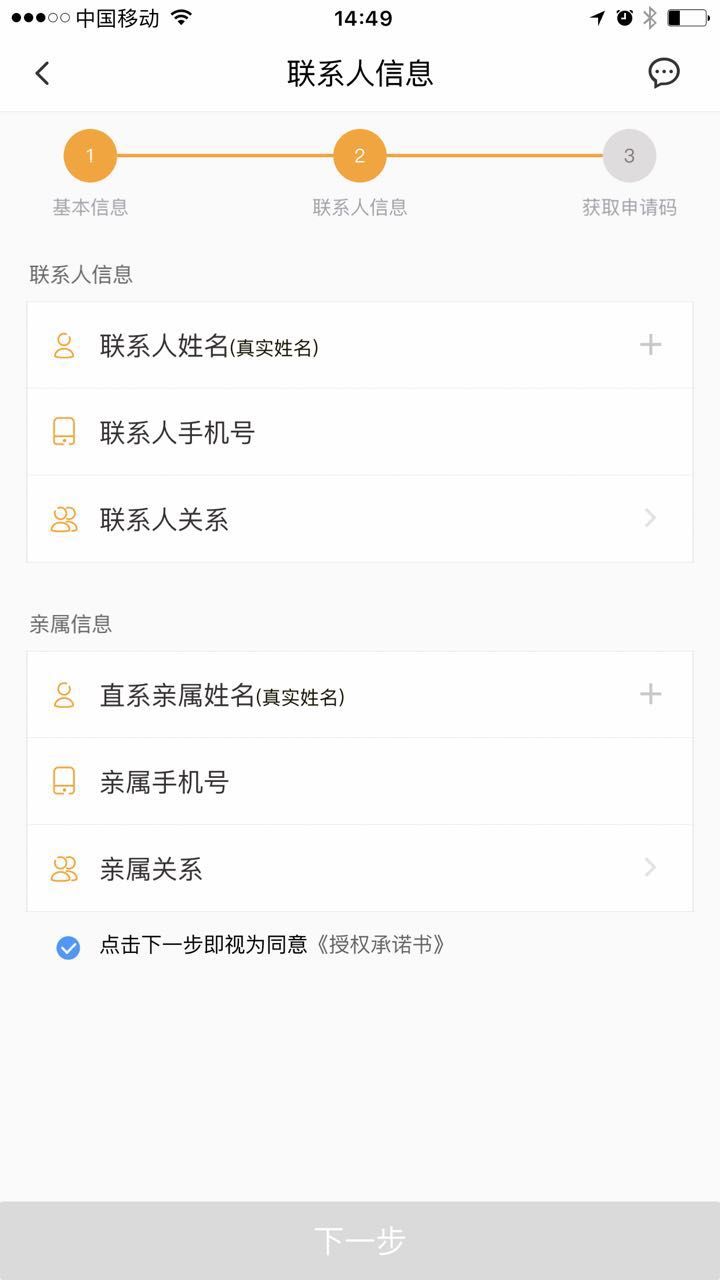 中国移动 14:49
联系人信息
1 2 3
基本信息 联系人信息 获取申请码
联系人信息
联系人姓名(真实姓名)
联系人手机号
联系人关系
亲属信息
直系亲属姓名(真实姓名)
亲属手机号
亲属关系
点击下一步即视为同意《授权承诺书》
下一步